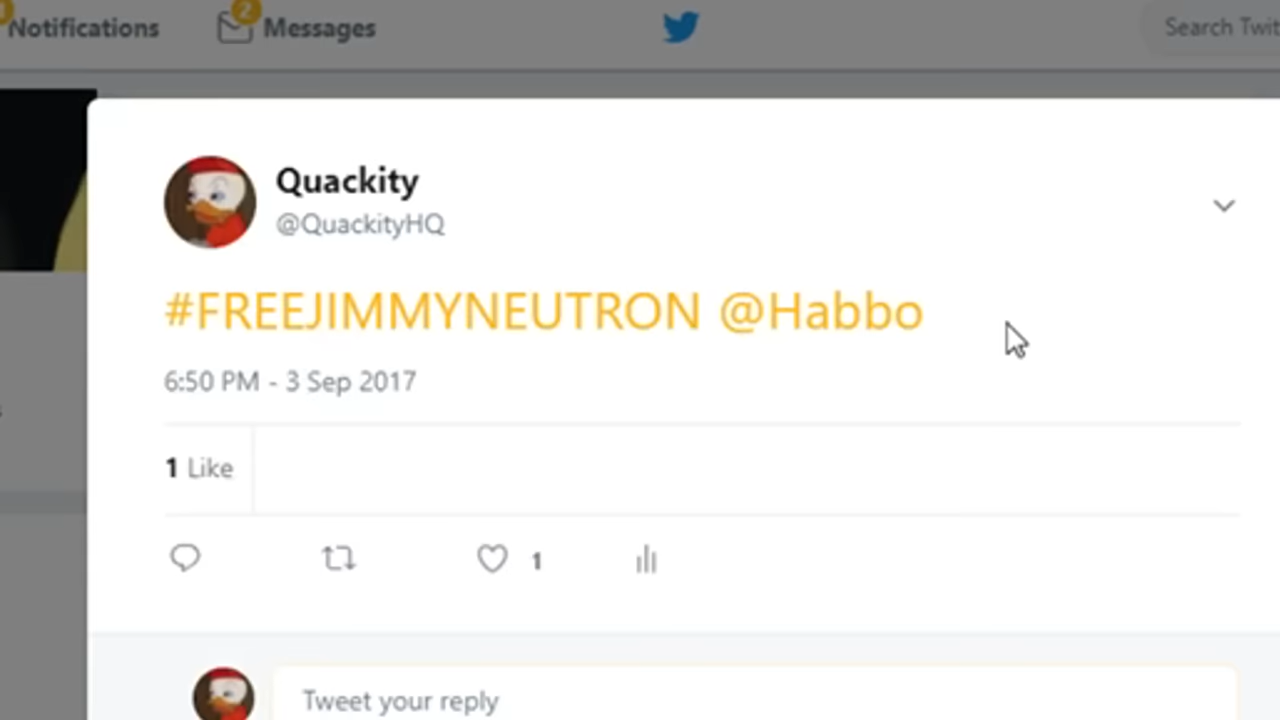 Notifications
2 Messages
Search Twit
Quackity
@QuackityHQ
#FREEJIMMYNEUTRON @Habbo
6:50 PM - 3 Sep 2017
1 Like
1
Tweet your reply